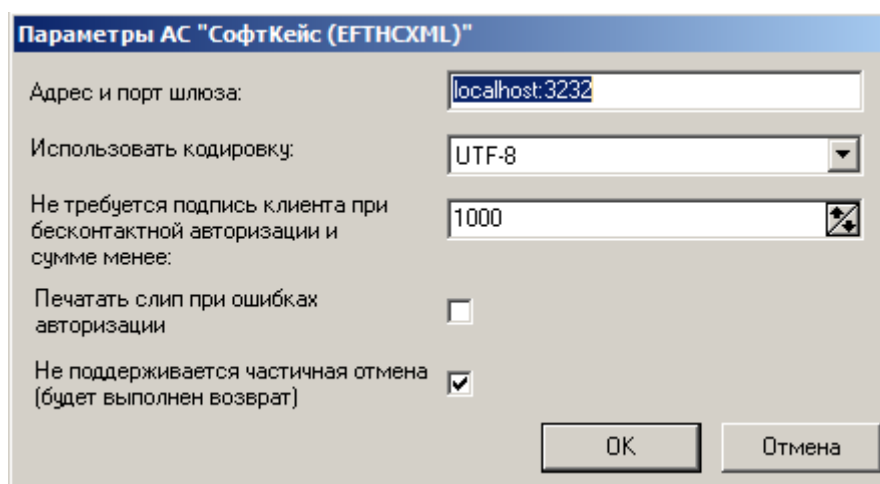 Параметры АС "СофтКейс (EFTHCXML)"
Адрес и порт шлюза:
localhost:3232
Использовать кодировку:
UTF-8
Не требуется подпись клиента при
бесконтактной авторизации и
сумме менее:
1000
Печатать слип при ошибках
авторизации
Не поддерживается частичная отмена
(будет выполнен возврат)
OK
Отмена